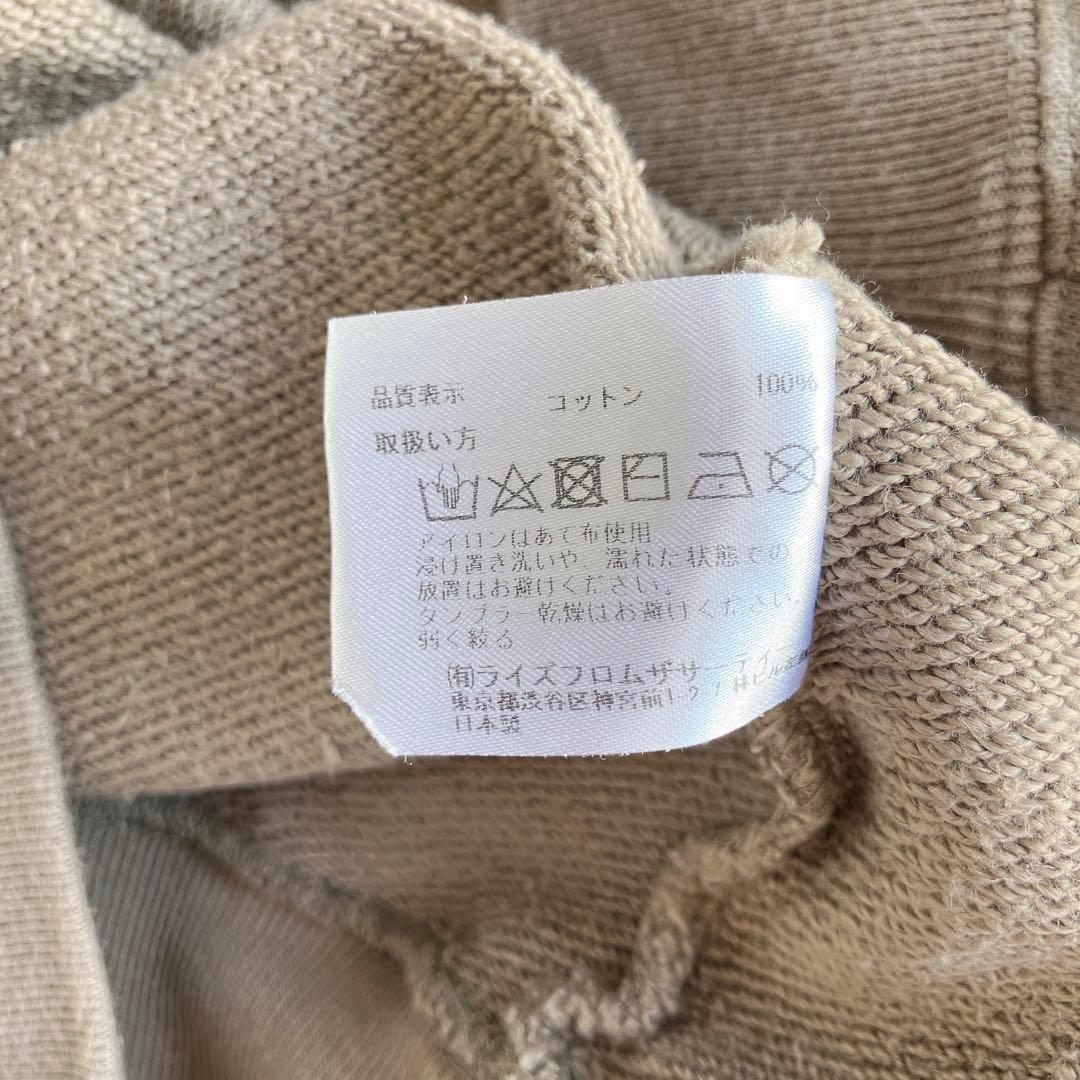 品質表示 コットン 100%
取扱い方
アイロンはあて布使用
浸け置き洗いや、濡れた状態での
放置はお避けください。
タンブラー乾燥はお避けください。
弱く絞る
(有)ライズフロムザサーティー
東京都渋谷区神宮前
日本製